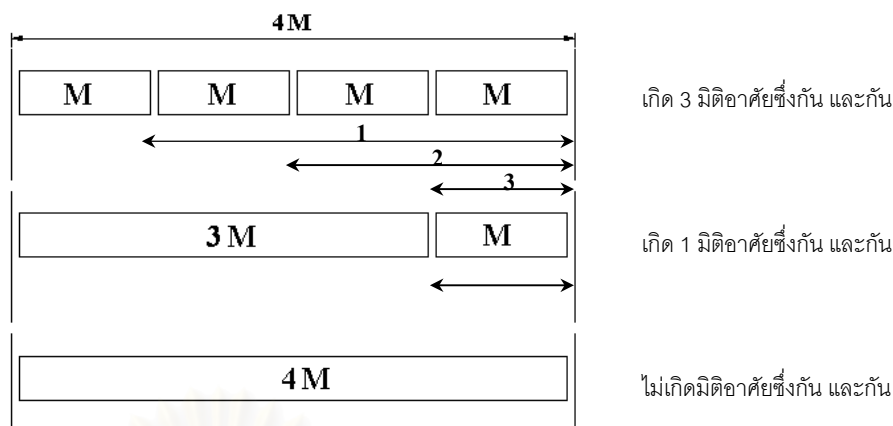 4M
M M M M เกิด 3 มิติอาศัยซึ่งกัน และกัน
1
2
3
3M M เกิด 1 มิติอาศัยซึ่งกัน และกัน
4M ไม่เกิดมิติอาศัยซึ่งกัน และกัน